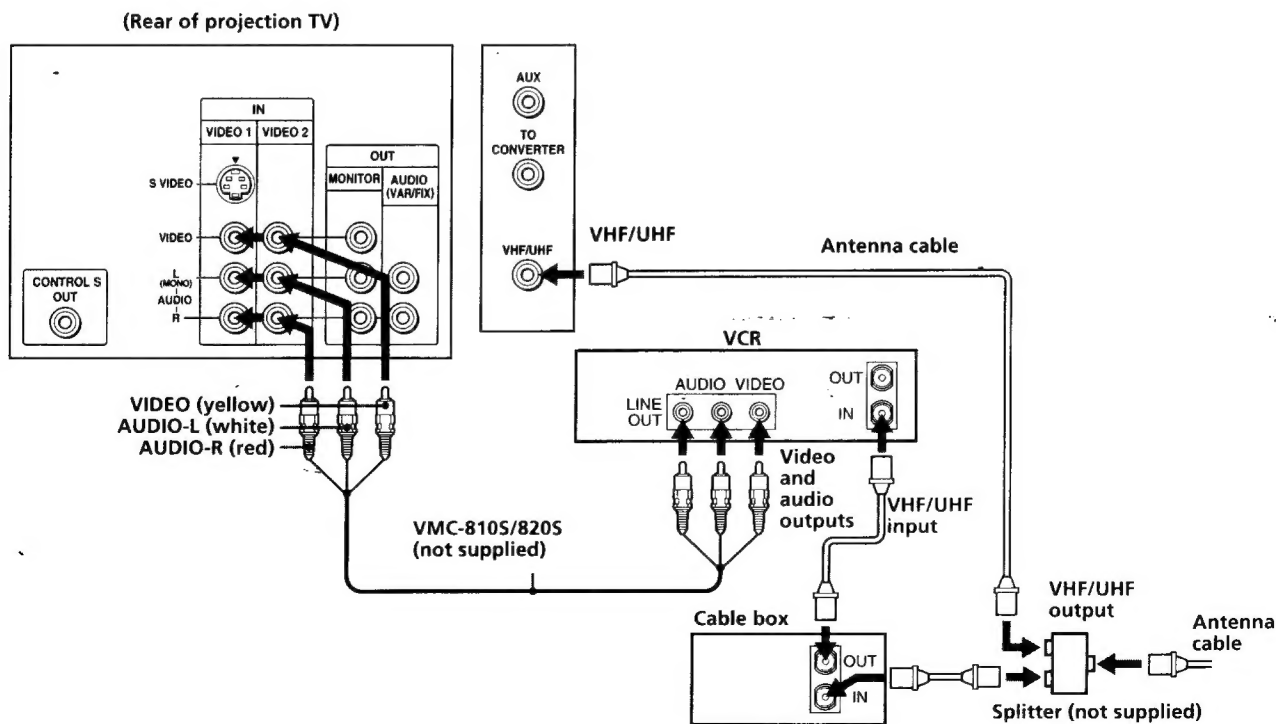 (Rear of projection TV)
IN
VIDEO 1 VIDEO 2
S VIDEO
VIDEO
L
(MONO)
AUDIO
R
OUT
MONITOR
AUDIO
(VAR/FIX)
CONTROL S
OUT
AUX
TO
CONVERTER
VHF/UHF
VHF/UHF
Antenna cable
VCR
AUDIO VIDEO
LINE
OUT
OUT
IN
VIDEO (yellow)
AUDIO-L (white)
AUDIO-R (red)
Video
and
audio
outputs
VHF/UHF
input
VMC-810S/820S
(not supplied)
Cable box
OUT
IN
VHF/UHF
output
Antenna
cable
Splitter (not supplied)